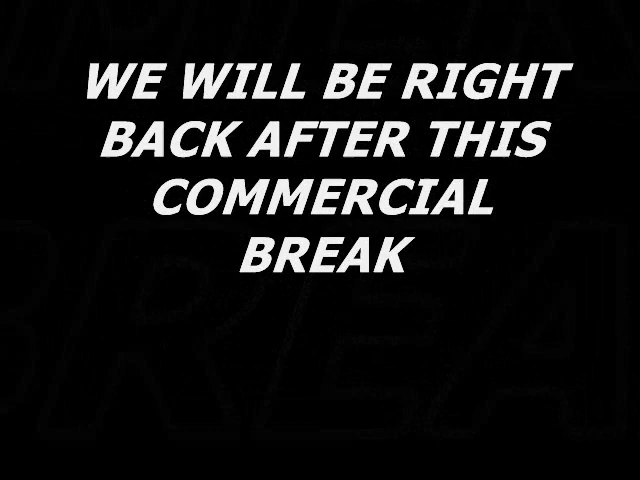 WE WILL BE RIGHT
BACK AFTER THIS
COMMERCIAL
BREAK